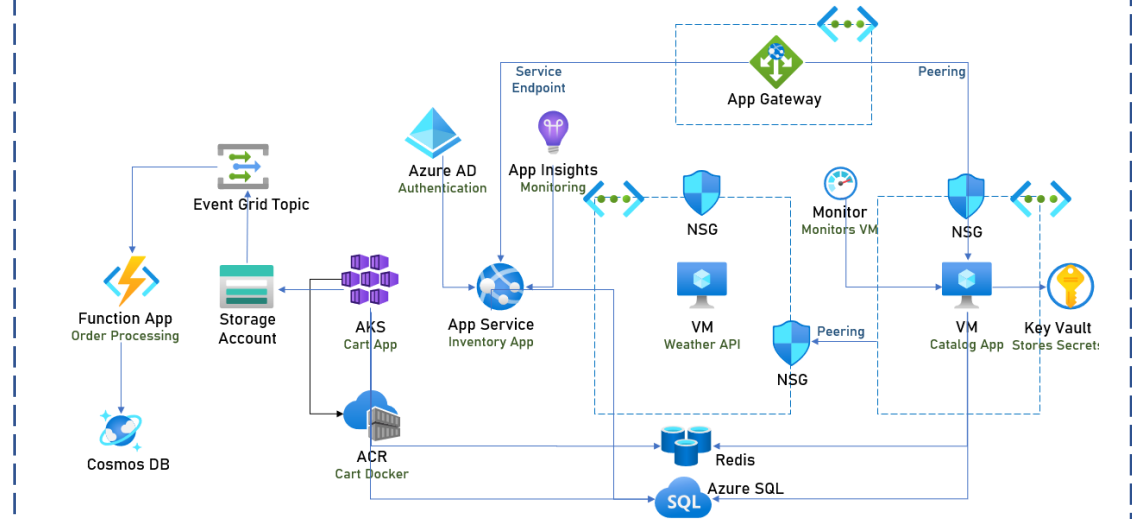 Service
Endpoint
Peering
App Gateway
Azure AD
Authentication
App Insights
Monitoring
Event Grid Topic
NSG
Monitor
Monitors VM
NSG
Function App
Order Processing
Storage
Account
AKS
Cart App
App Service
Inventory App
VM
Weather API
Peering
VM
Catalog App
Key Vault
Stores Secrets
NSG
Cosmos DB
ACR
Cart Docker
Redis
Azure SQL
SQL